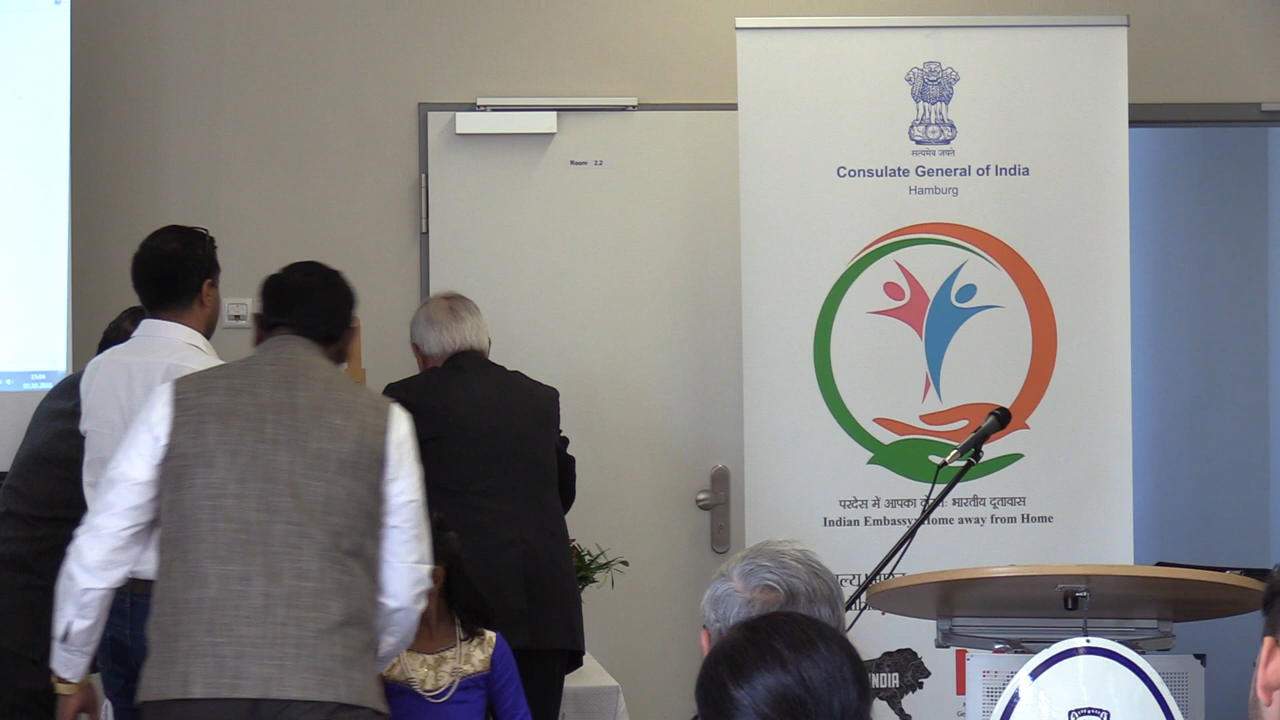 Room 2.2
सत्यमेव जयते
Consulate General of India
Hamburg
परदेस में आपका भारतीय दूतावास
Indian Embassy Home away from Home
INDIA